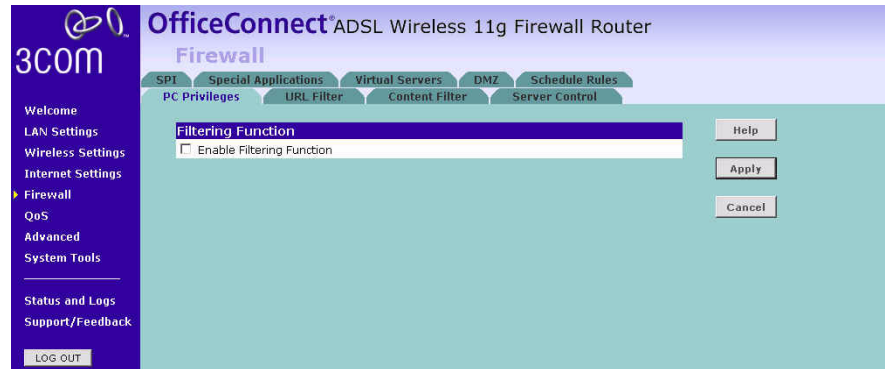 3COM
OfficeConnect® ADSL Wireless 11g Firewall Router
Firewall
SPI Special Applications Virtual Servers DMZ Schedule Rules
PC Privileges URL Filter Content Filter Server Control
Welcome
LAN Settings
Wireless Settings
Internet Settings
Firewall
QoS
Advanced
System Tools
Status and Logs
Support/Feedback
LOG OUT
Filtering Function
Enable Filtering Function
Help
Apply
Cancel